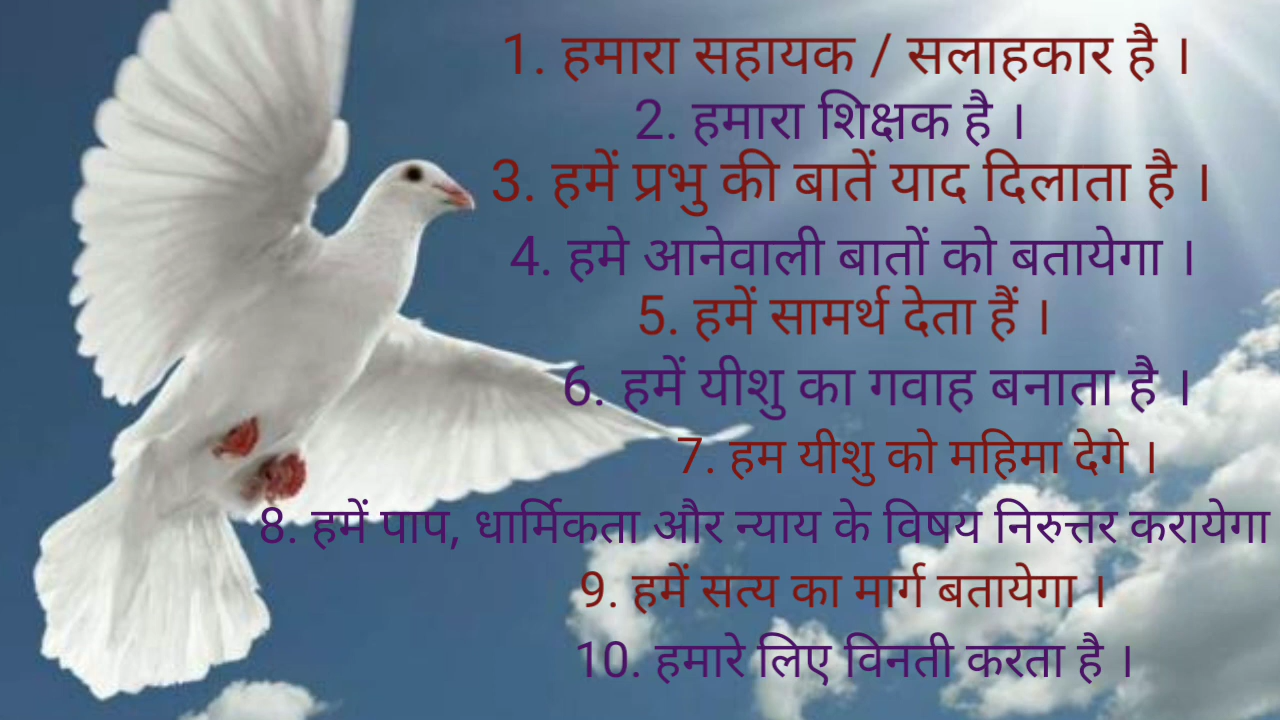 1. हमारा सहायक / सलाहकार है ।
2. हमारा शिक्षक है ।
3. हमें प्रभु की बातें याद दिलाता है ।
4. हमे आनेवाली बातों को बतायेगा ।
5. हमें सामर्थ देता हैं ।
6. हमें यीशु का गवाह बनाता है ।
7. हम यीशु को महिमा देगे ।
8. हमें पाप, धार्मिकता और न्याय के विषय निरुत्तर करायेगा
9. हमें सत्य का मार्ग बतायेगा ।
10. हमारे लिए विनती करता है ।